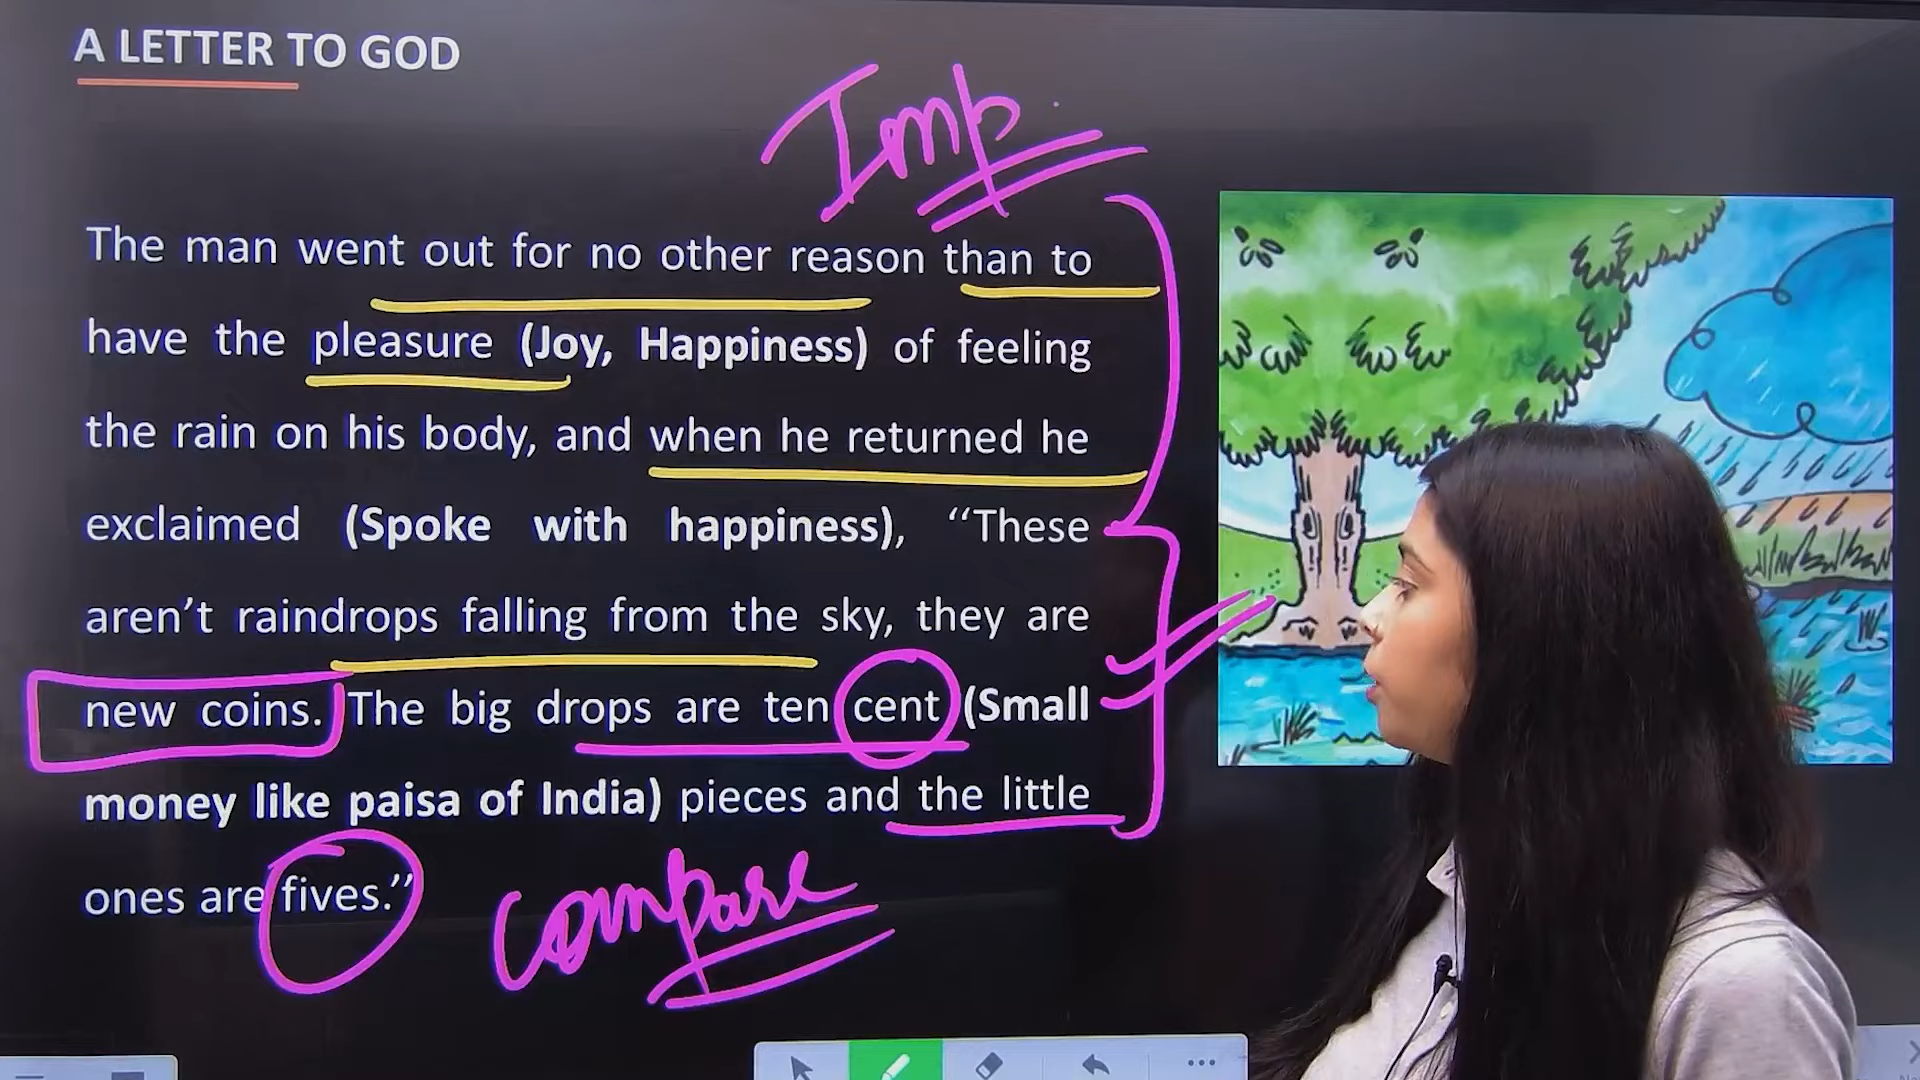 A LETTER TO GOD
Imp.
The man went out for no other reason than to
have the pleasure (Joy, Happiness) of feeling
the rain on his body, and when he returned he
exclaimed (Spoke with happiness), ‘‘These
aren’t raindrops falling from the sky, they are
new coins. The big drops are ten cent (Small
money like paisa of India) pieces and the little
ones are fives.’’
compare